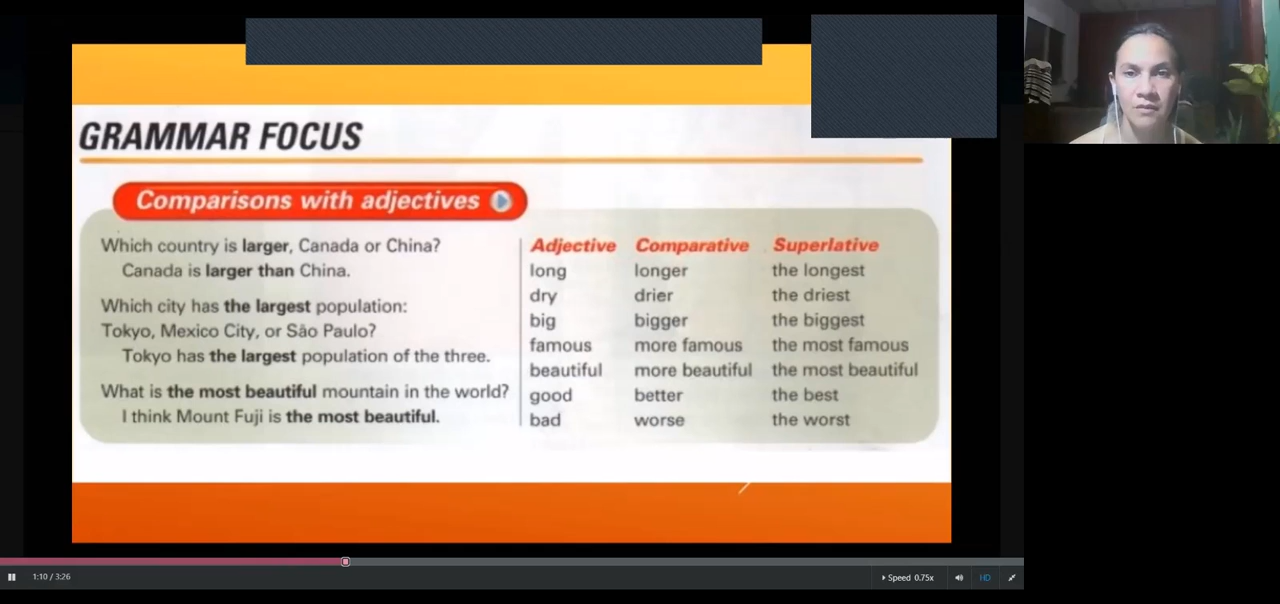 GRAMMAR FOCUS
Comparisons with adjectives
Which country is larger, Canada or China?
Canada is larger than China.
Which city has the largest population:
Tokyo, Mexico City, or São Paulo?
Tokyo has the largest population of the three.
What is the most beautiful mountain in the world?
I think Mount Fuji is the most beautiful.
Adjective Comparative Superlative
long longer the longest
dry drier the driest
big bigger the biggest
famous more famous the most famous
beautiful more beautiful the most beautiful
good better the best
bad worse the worst
1:10 / 3:26
Speed 0.75x
HD